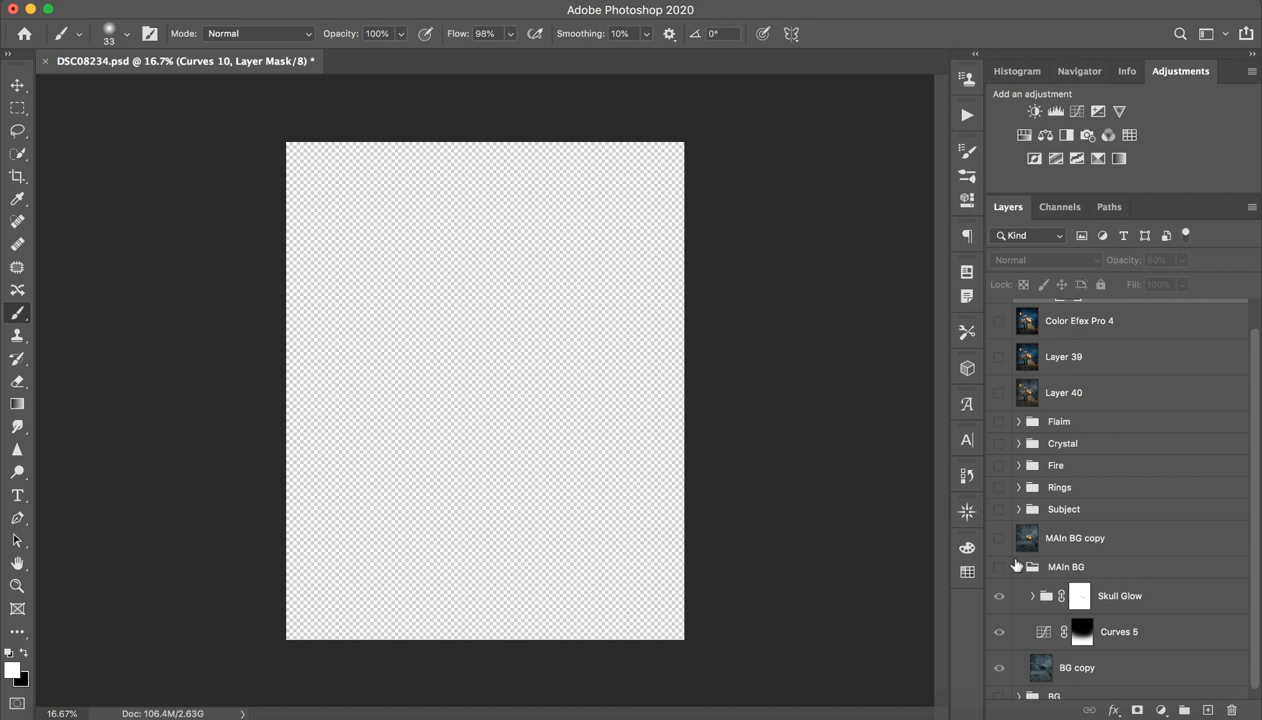 Adobe Photoshop 2020
33 Mode: Normal Opacity: 100% Flow: 98% Smoothing: 10% 0°
DSC08234.psd @ 16.7% (Curves 10, Layer Mask/8) *
Histogram Navigator Info Adjustments
Add an adjustment
Layers Channels Paths
Kind
Normal Opacity: 80%
Lock: Fill: 100%
Color Efex Pro 4
Layer 39
Layer 40
Flaim
Crystal
Fire
Rings
Subject
MAIn BG copy
MAIn BG
Skull Glow
Curves 5
BG copy
BG
16.67% Doc: 106.4M/2.63G